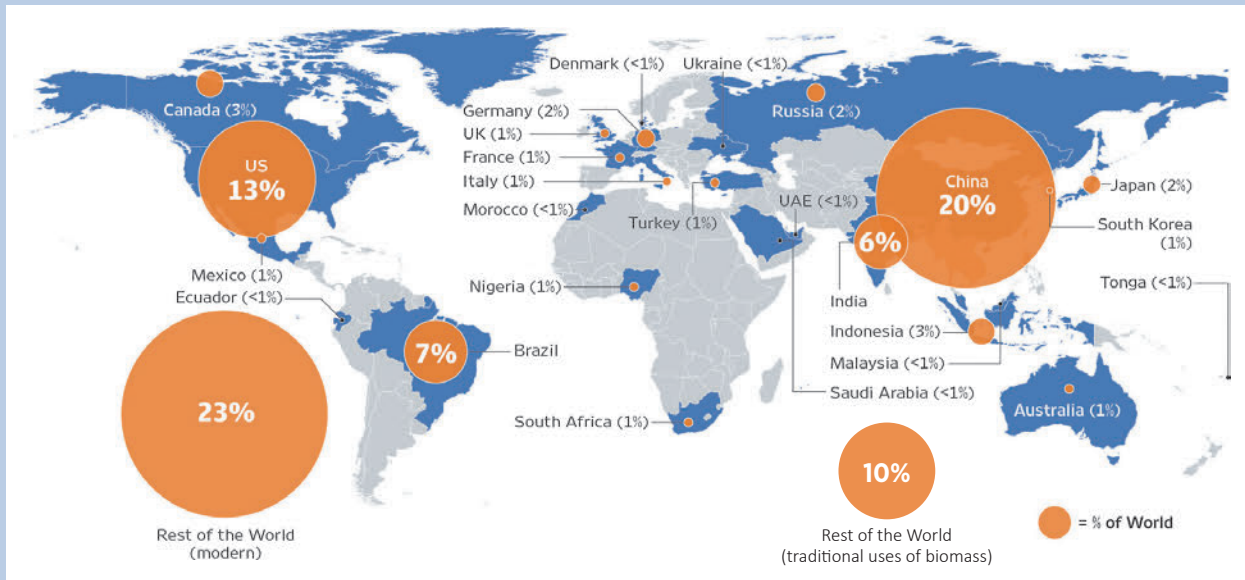 Denmark (<1%)
Ukraine (<1%)
Canada (3%)
Germany (2%)
Russia (2%)
UK (1%)
US
13%
France (1%)
China
20%
Italy (1%)
Japan (2%)
Morocco (<1%)
Turkey (1%)
UAE (<1%)
South Korea
(1%)
6%
Mexico (1%)
Ecuador (<1%)
Nigeria (1%)
Tonga (<1%)
India
Indonesia (3%)
7%
Brazil
Malaysia (<1%)
Saudi Arabia (<1%)
23%
South Africa (1%)
Australia (1%)
10%
Rest of the World
(modern)
Rest of the World
(traditional uses of biomass)
= % of World